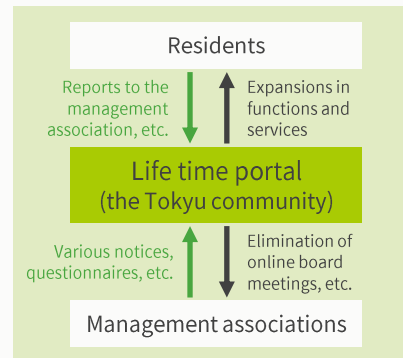 Residents
Reports to the
management
association, etc.
Expansions in
functions and
services
Life time portal
(the Tokyu community)
Various notices,
questionnaires, etc.
Elimination of
online board
meetings, etc.
Management associations